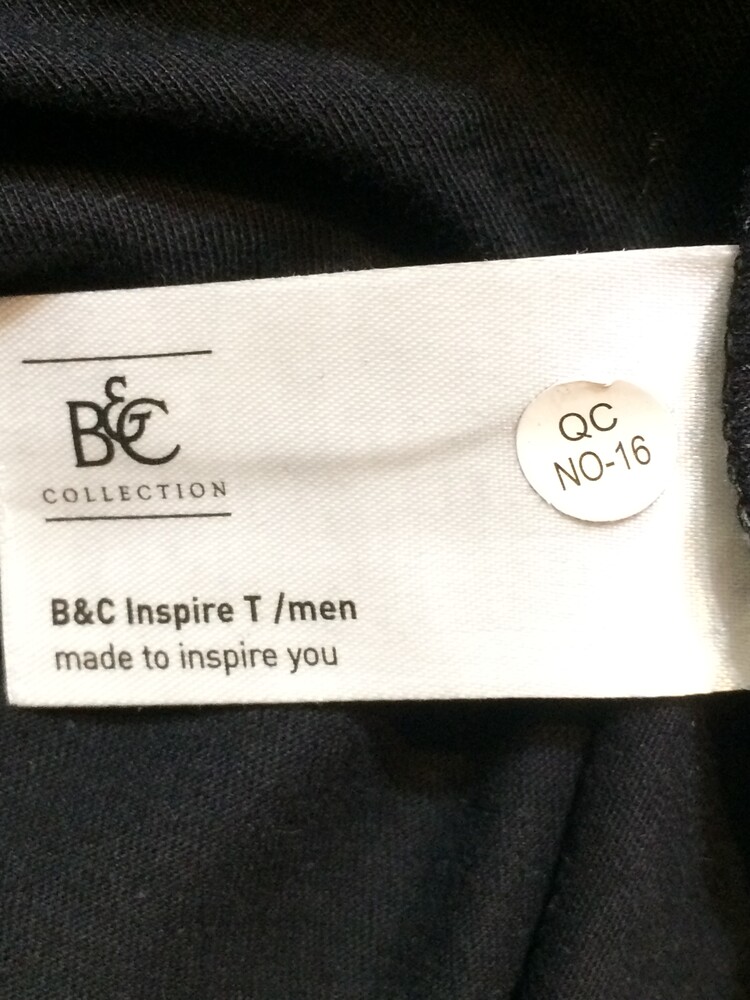 B&C
COLLECTION
QC
NO-16
B&C Inspire T /men
made to inspire you